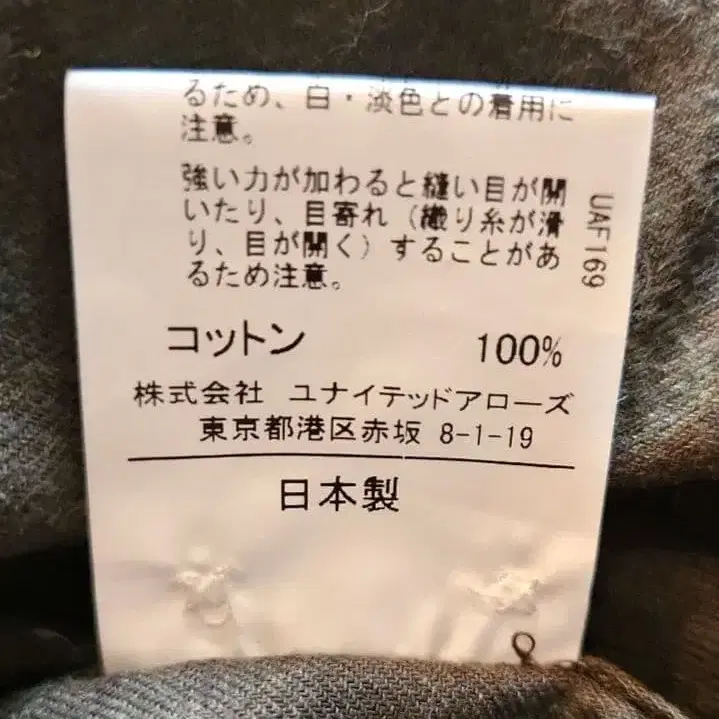 るため、白・淡色との着用に
注意。
強い力が加わると縫い目が開
いたり、目寄れ（織り糸が滑
り、目が開く）することがあ
るため注意。
UAF169
コットン 100%
株式会社 ユナイテッドアローズ
東京都港区赤坂 8-1-19
日本製